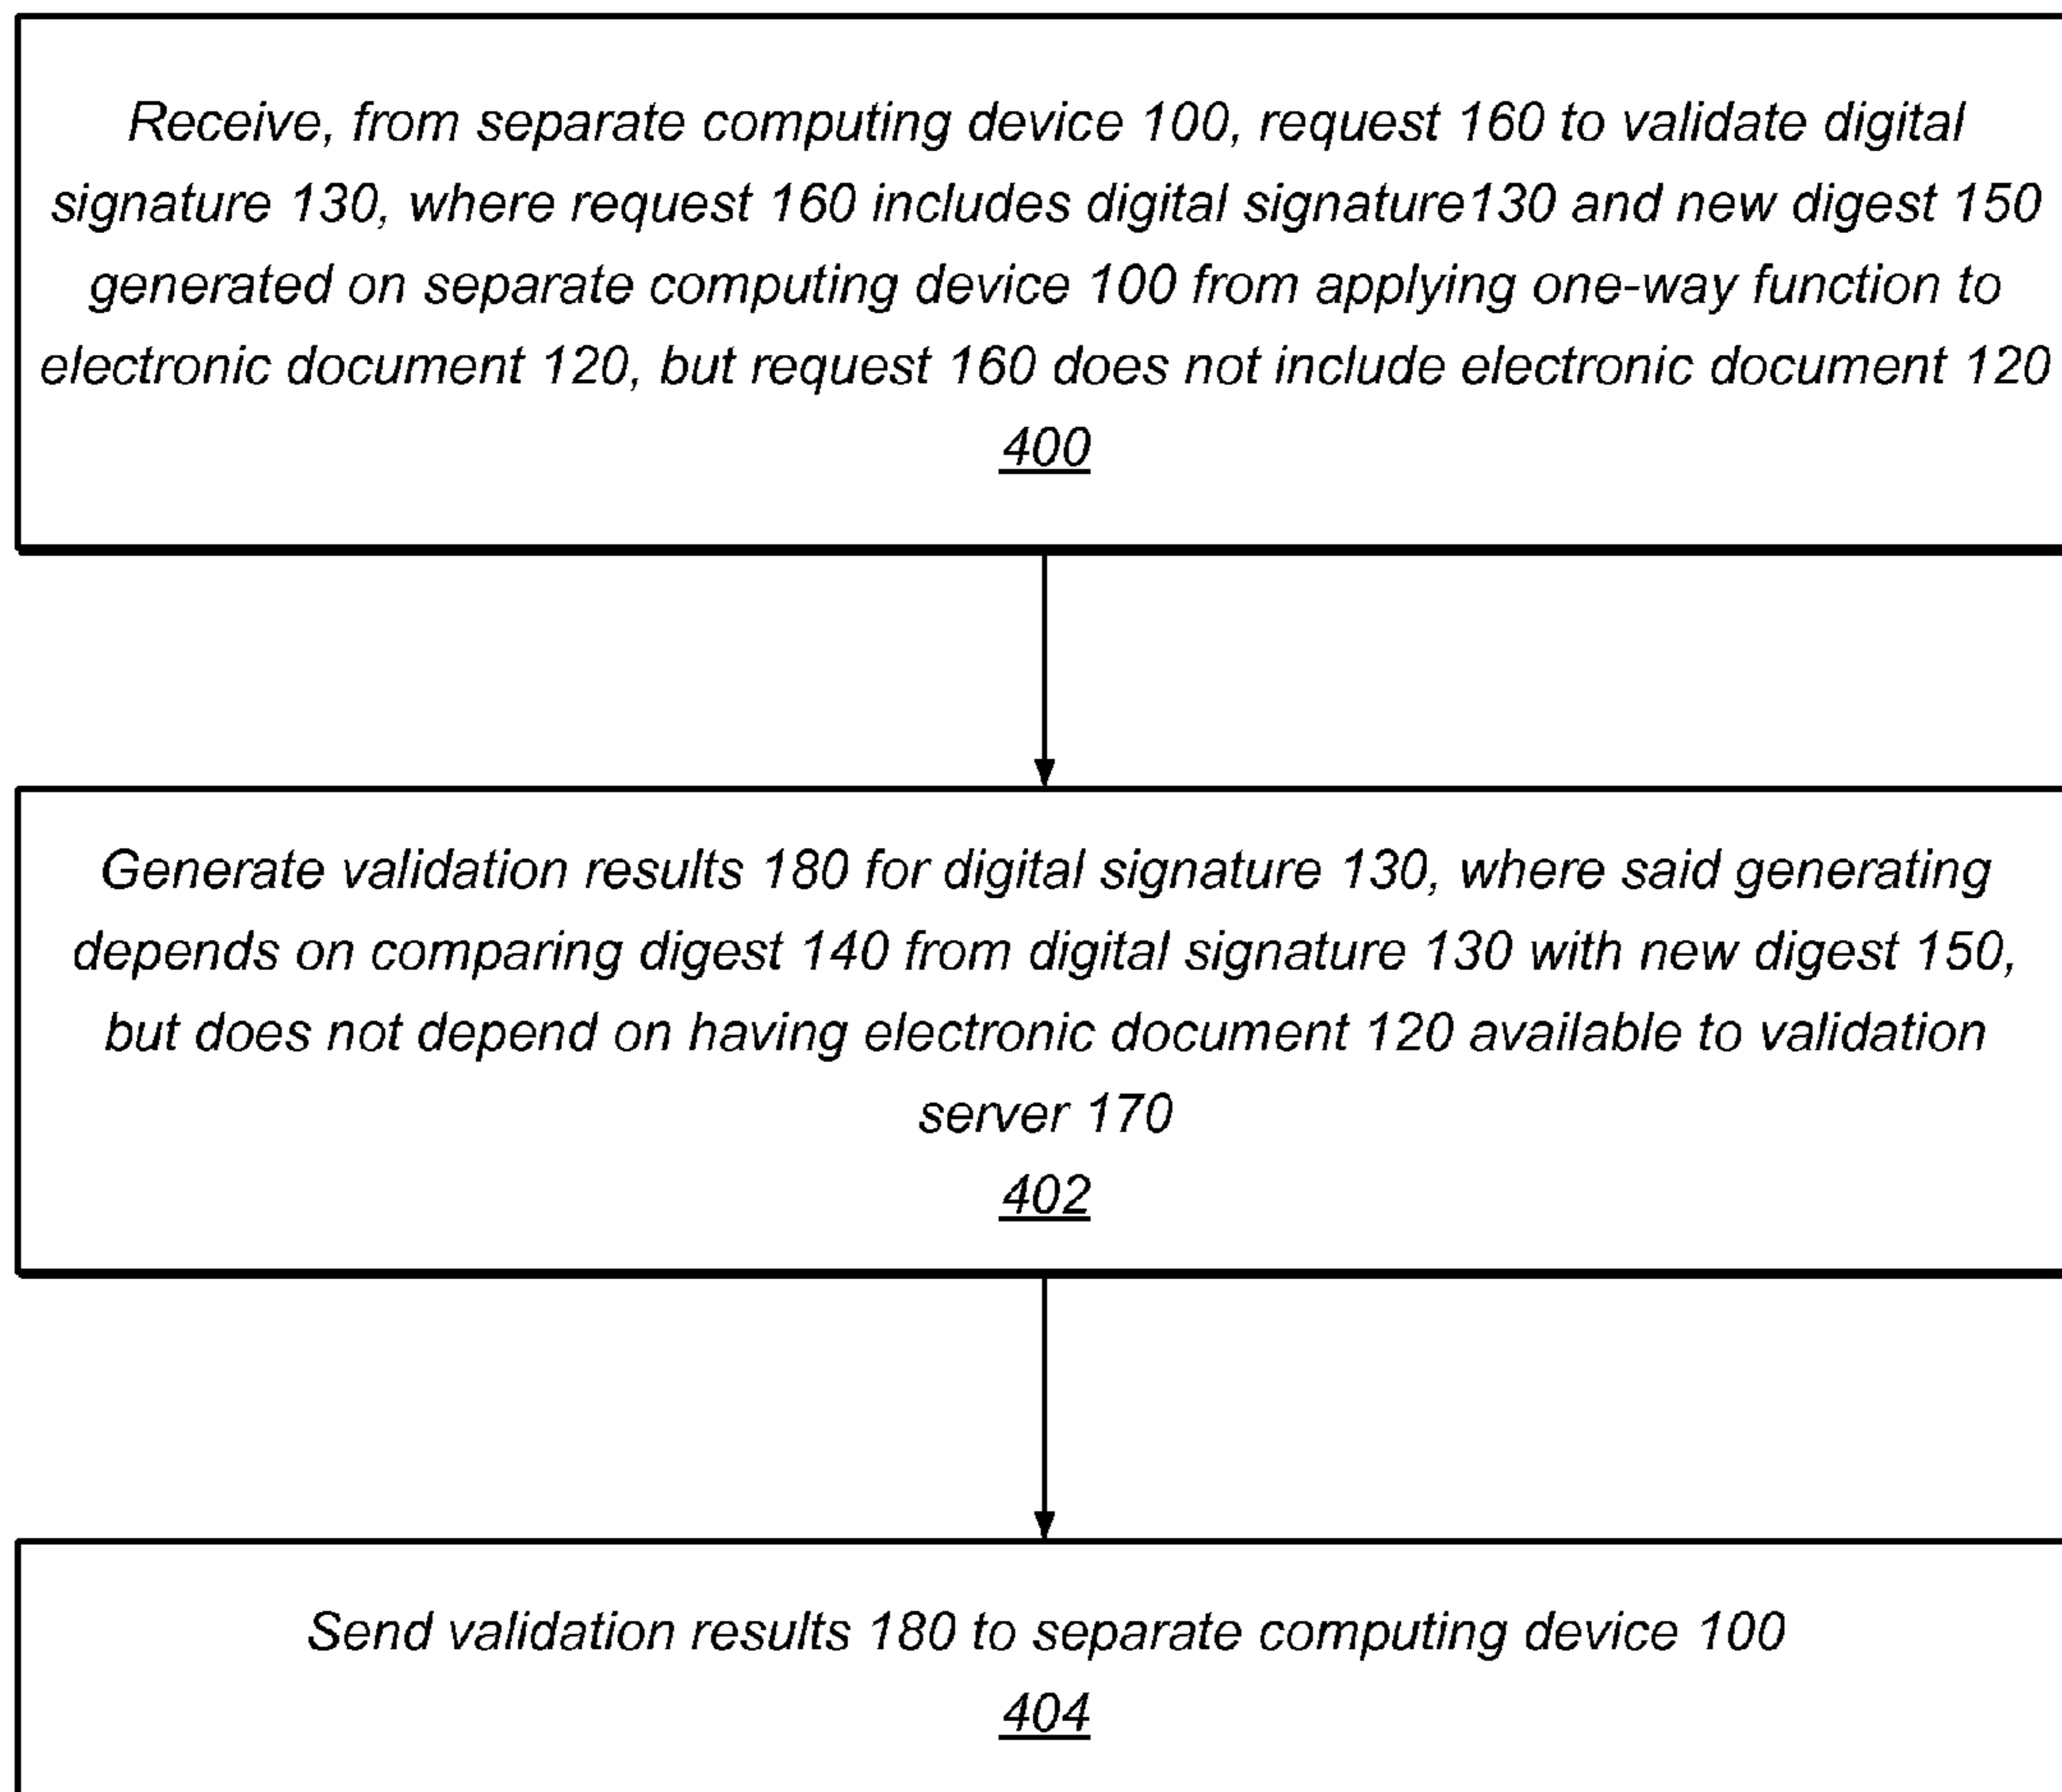 Receive, from separate computing device 100, request 160 to validate digital
signature 130, where request 160 includes digital signature130 and new digest 150
generated on separate computing device 100 from applying one-way function to
electronic document 120, but request 160 does not include electronic document 120
400
Generate validation results 180 for digital signature 130, where said generating
depends on comparing digest 140 from digital signature 130 with new digest 150,
but does not depend on having electronic document 120 available to validation
server 170
402
Send validation results 180 to separate computing device 100
404